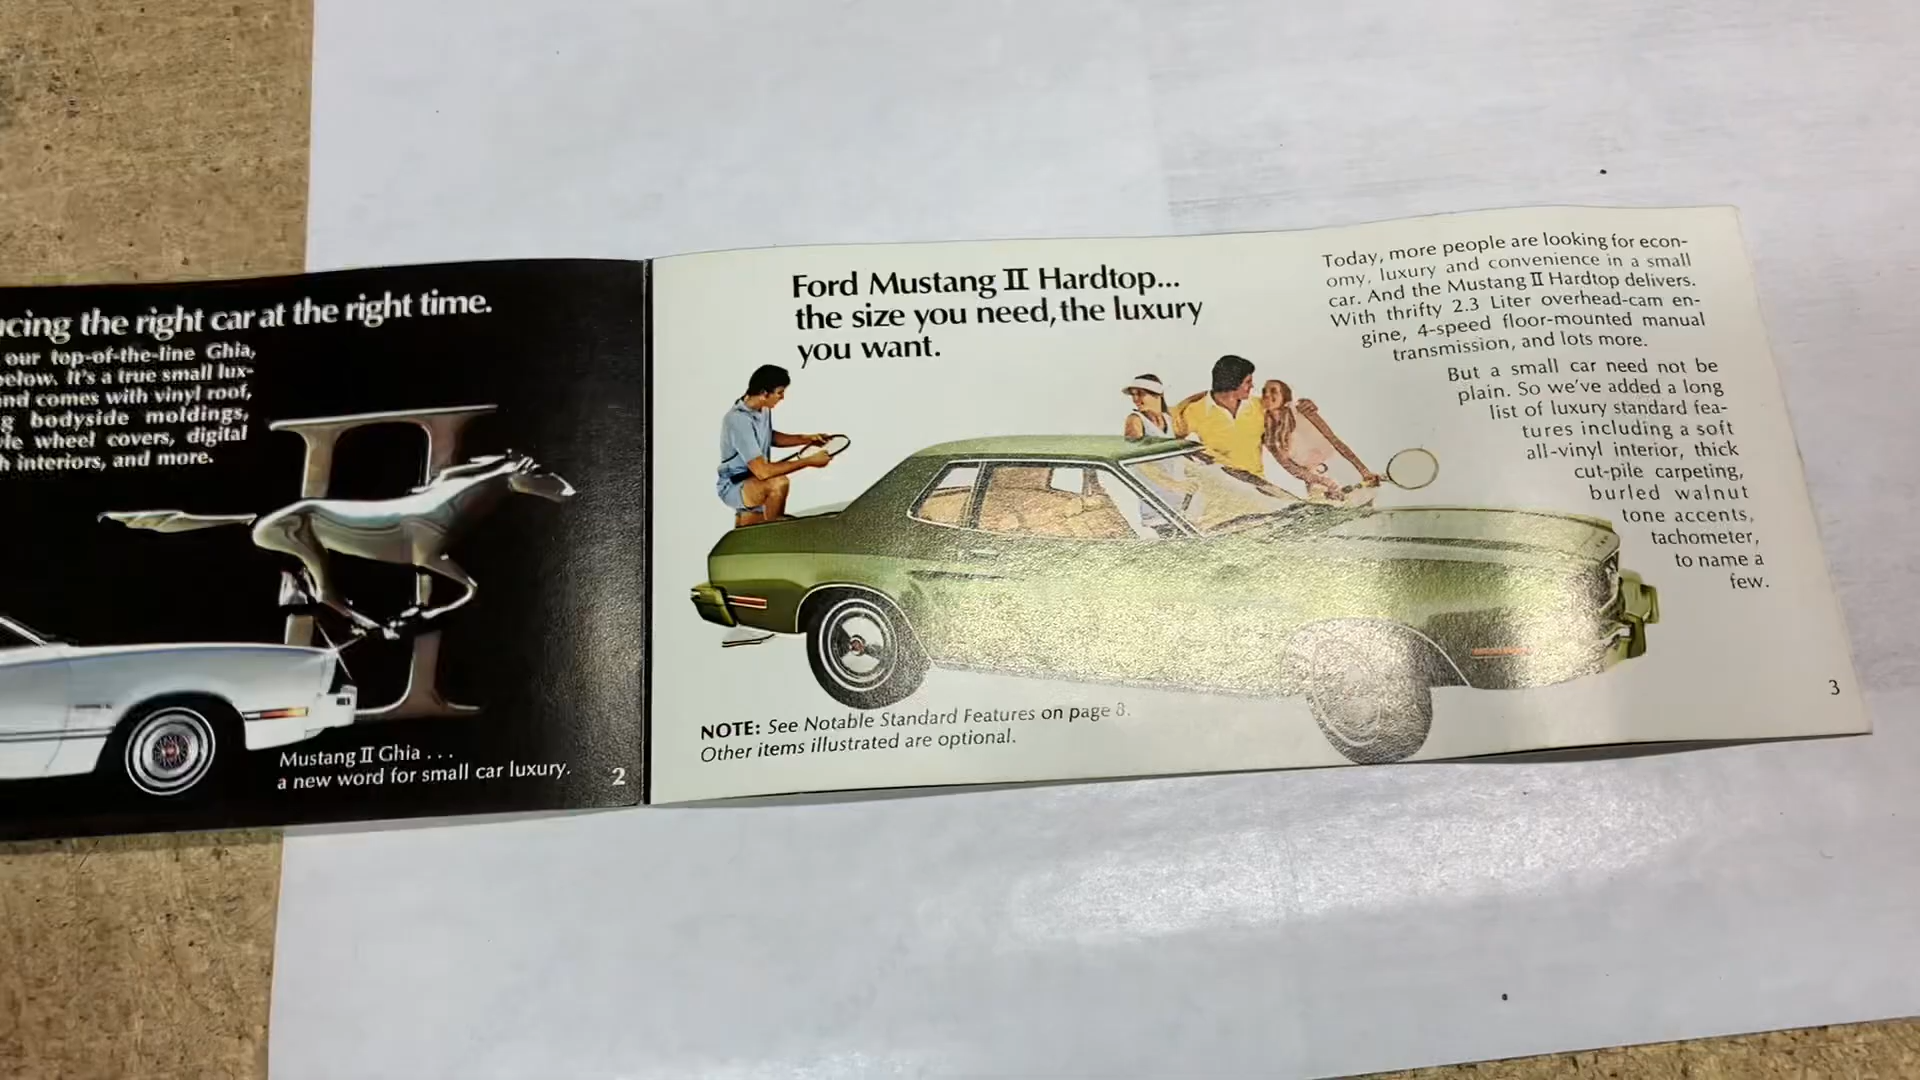 cing the right car at the right time.
our top-of-the-line Ghia,
below. It's a true small lux-
and comes with vinyl roof,
g bodyside moldings,
wheel covers, digital
h interiors, and more.
II
Mustang II Ghia . . .
a new word for small car luxury.
2
Ford Mustang II Hardtop...
the size you need, the luxury
you want.
Today, more people are looking for econ-
omy, luxury and convenience in a small
car. And the Mustang II Hardtop delivers.
With thrifty 2.3 Liter overhead-cam en-
gine, 4-speed floor-mounted manual
transmission, and lots more.
But a small car need not be
plain. So we've added a long
list of luxury standard fea-
tures including a soft
all-vinyl interior, thick
cut-pile carpeting,
burled walnut
tone accents,
tachometer,
to name a
few.
NOTE: See Notable Standard Features on page 8.
Other items illustrated are optional.
3